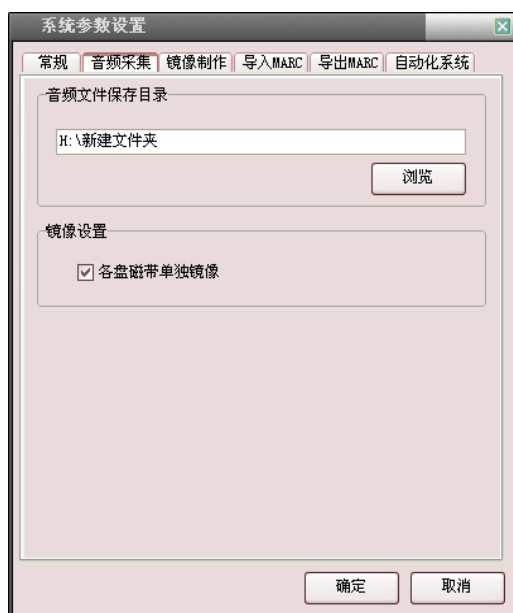 系统参数设置
常规 音频采集 镜像制作 导入MARC 导出MARC 自动化系统
音频文件保存目录
H:\新建文件夹
浏览
镜像设置
各盘磁带单独镜像
确定 取消